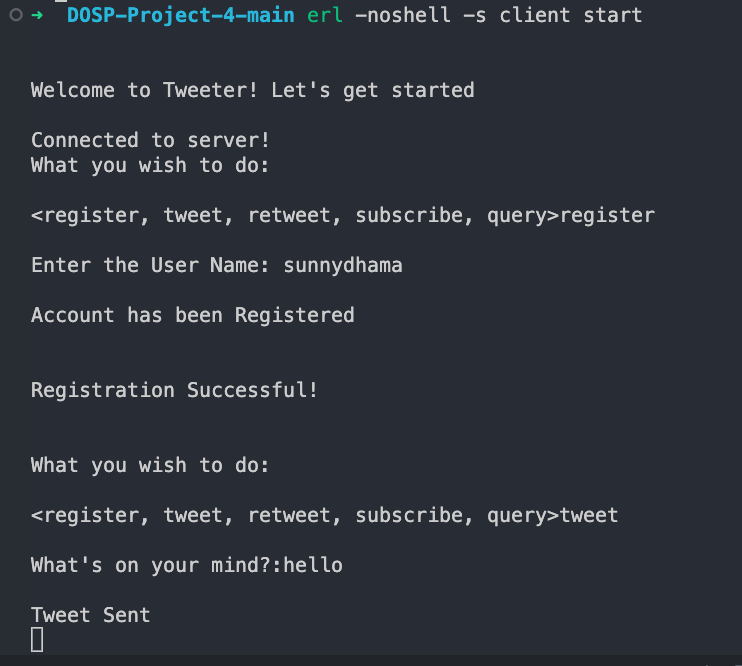 ➜ DOSP-Project-4-main erl -noshell -s client start
Welcome to Tweeter! Let's get started
Connected to server!
What you wish to do:
<register, tweet, retweet, subscribe, query>register
Enter the User Name: sunnydhama
Account has been Registered
Registration Successful!
What you wish to do:
<register, tweet, retweet, subscribe, query>tweet
What's on your mind?:hello
Tweet Sent